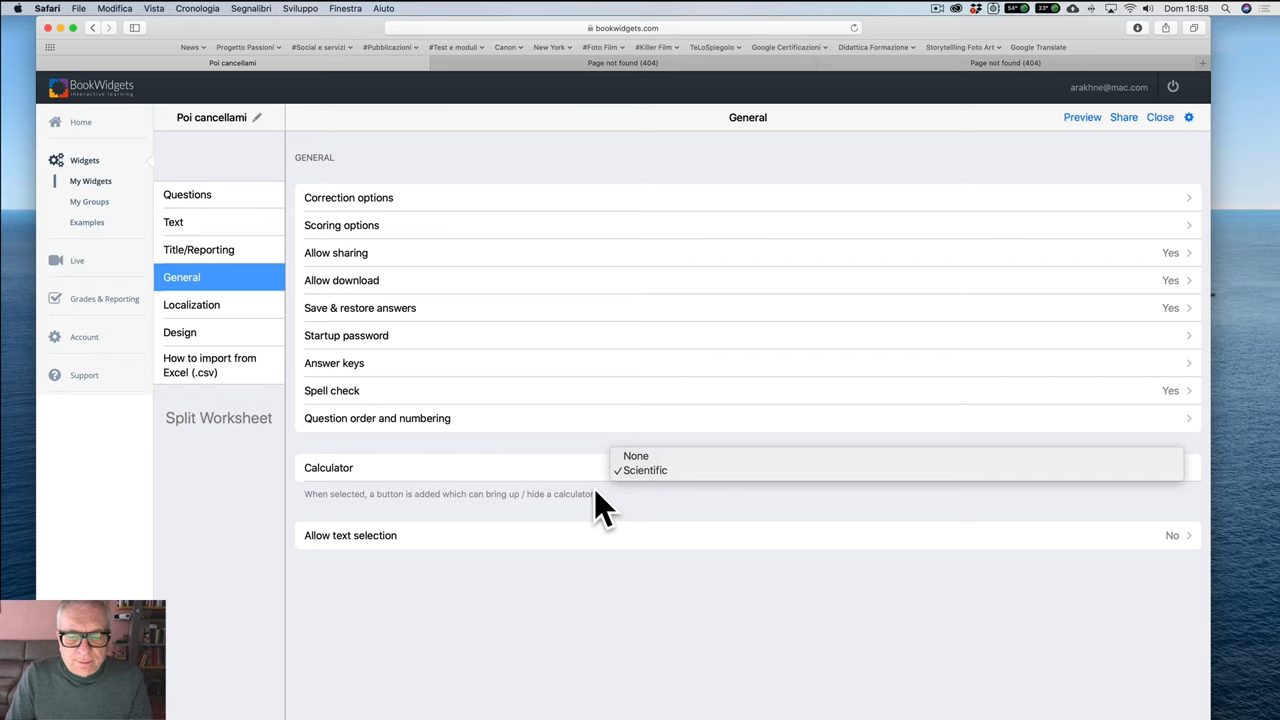 Safari File Modifica Vista Cronologia Segnalibri Sviluppo Finestra Aiuto 54° 33° Dom 18:58
bookwidgets.com
News Progetto Passioni #Social e servizi #Pubblicazioni #Test e moduli Canon New York #Foto Film #Killer Film TeLoSpiegolo Google Certificazioni Didattica Formazione Storytelling Foto Art Google Translate
Poi cancellami Page not found (404) Page not found (404)
BookWidgets
interactive learning
arakhne@mac.com
Home
Widgets
My Widgets
My Groups
Examples
Live
Grades & Reporting
Account
Support
Poi cancellami
General
Preview Share Close
Questions
Text
Title/Reporting
General
Localization
Design
How to import from
Excel (.csv)
Split Worksheet
GENERAL
Correction options
Scoring options
Allow sharing Yes
Allow download Yes
Save & restore answers Yes
Startup password
Answer keys
Spell check Yes
Question order and numbering
Calculator
None
✓Scientific
When selected, a button is added which can bring up / hide a calculator
Allow text selection No